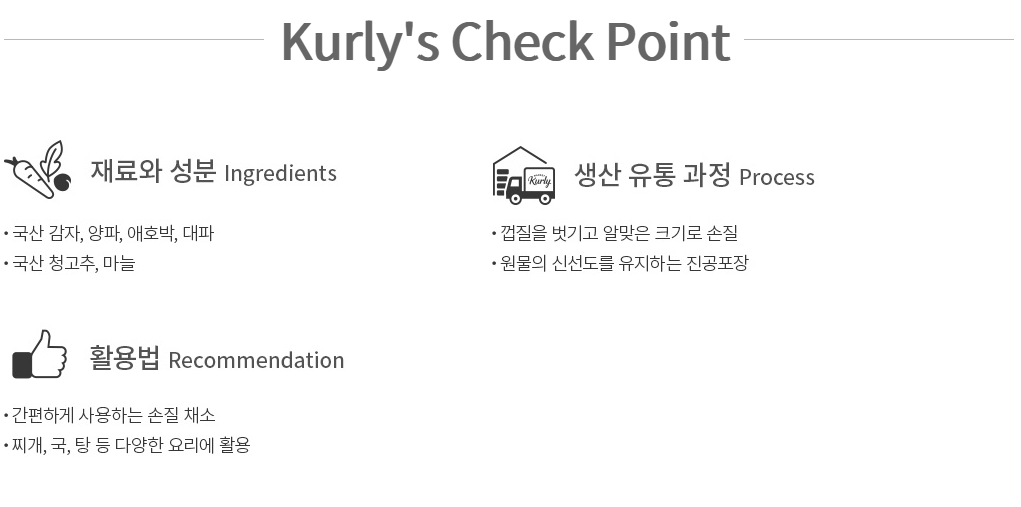 Kurly's Check Point
재료와 성분 Ingredients
• 국산 감자, 양파, 애호박, 대파
• 국산 청고추, 마늘
Kurly
생산 유통 과정 Process
• 껍질을 벗기고 알맞은 크기로 손질
• 원물의 신선도를 유지하는 진공포장
활용법 Recommendation
• 간편하게 사용하는 손질 채소
• 찌개, 국, 탕 등 다양한 요리에 활용